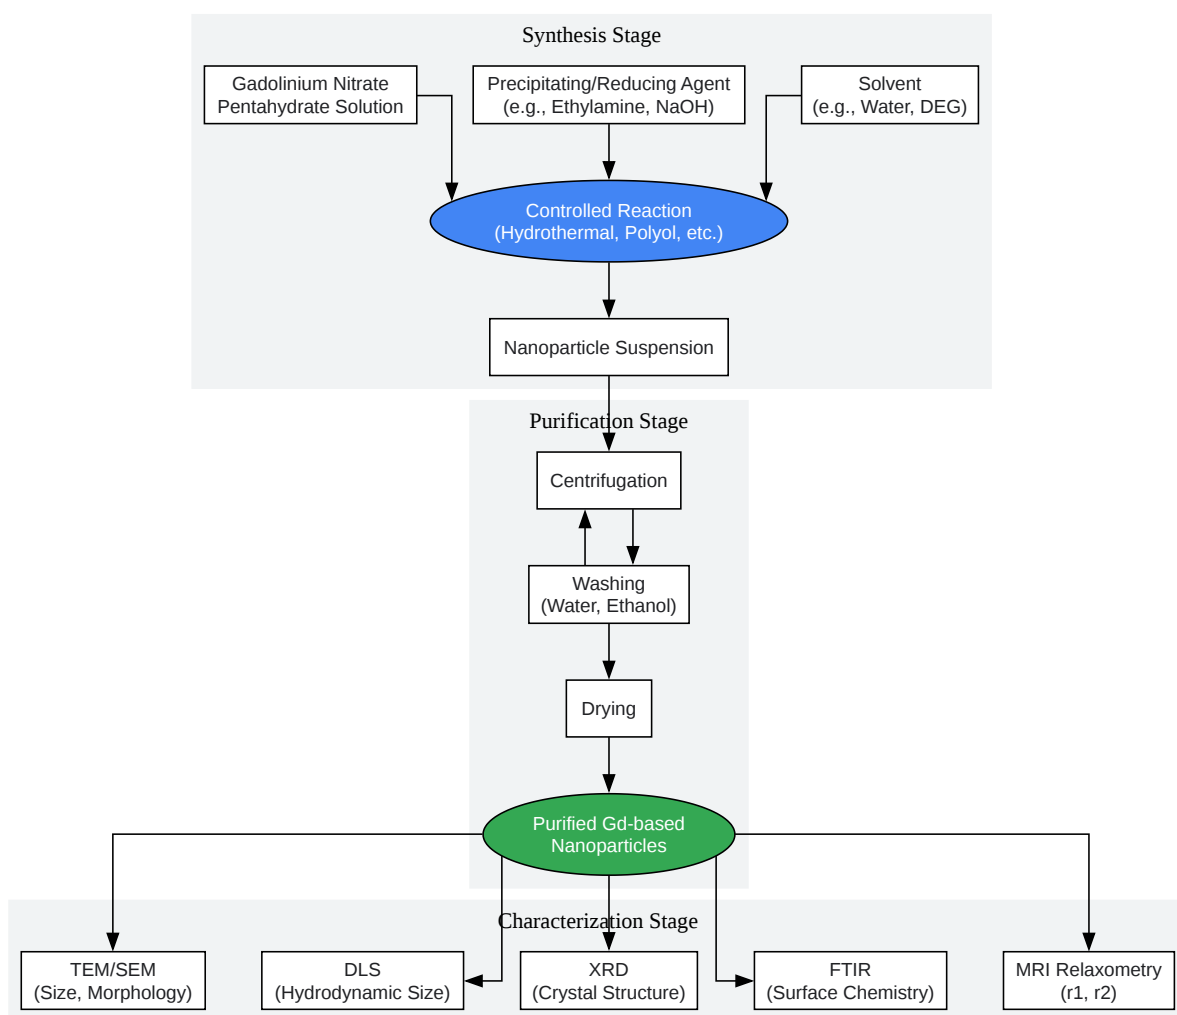 Synthesis Stage
Gadolinium Nitrate
Pentahydrate Solution
Precipitating/Reducing Agent
(e.g., Ethylamine, NaOH)
Solvent
(e.g., Water, DEG)
Controlled Reaction
(Hydrothermal, Polyol, etc.)
Nanoparticle Suspension
Purification Stage
Centrifugation
Washing
(Water, Ethanol)
Drying
Purified Gd-based
Nanoparticles
Characterization Stage
TEM/SEM
(Size, Morphology)
DLS
(Hydrodynamic Size)
XRD
(Crystal Structure)
FTIR
(Surface Chemistry)
MRI Relaxometry
(r1, r2)